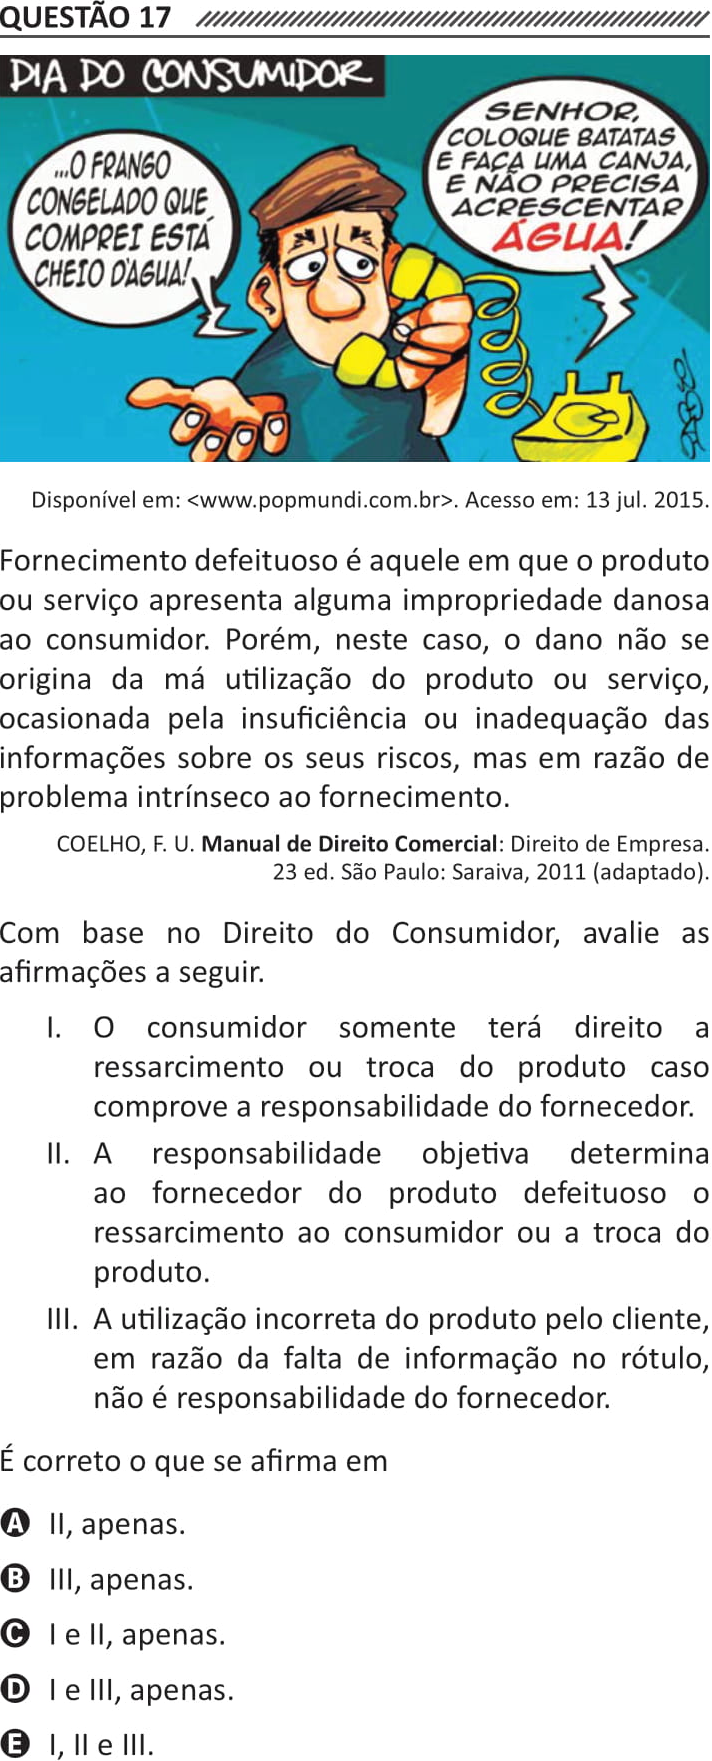 QUESTÃO 17
DIA DO CONSUMIDOR
...O FRANGO
CONGELADO QUE
COMPREI ESTÁ
CHEIO D'AGUA!
SENHOR,
COLOQUE BATATAS
E FAÇA UMA CANJA,
E NÃO PRECISA
ACRESCENTAR
ÁGUA!
Disponível em: <www.popmundi.com.br>. Acesso em: 13 jul. 2015.
Fornecimento defeituoso é aquele em que o produto
ou serviço apresenta alguma impropriedade danosa
ao consumidor. Porém, neste caso, o dano não se
origina da má utilização do produto ou serviço,
ocasionada pela insuficiência ou inadequação das
informações sobre os seus riscos, mas em razão de
problema intrínseco ao fornecimento.
COELHO, F. U. Manual de Direito Comercial: Direito de Empresa.
23 ed. São Paulo: Saraiva, 2011 (adaptado).
Com base no Direito do Consumidor, avalie as
afirmações a seguir.
I. O consumidor somente terá direito a
ressarcimento ou troca do produto caso
comprove a responsabilidade do fornecedor.
II. A responsabilidade objetiva determina
ao fornecedor do produto defeituoso o
ressarcimento ao consumidor ou a troca do
produto.
III. A utilização incorreta do produto pelo cliente,
em razão da falta de informação no rótulo,
não é responsabilidade do fornecedor.
É correto o que se afirma em
A II, apenas.
B III, apenas.
C I e II, apenas.
D I e III, apenas.
E I, II e III.